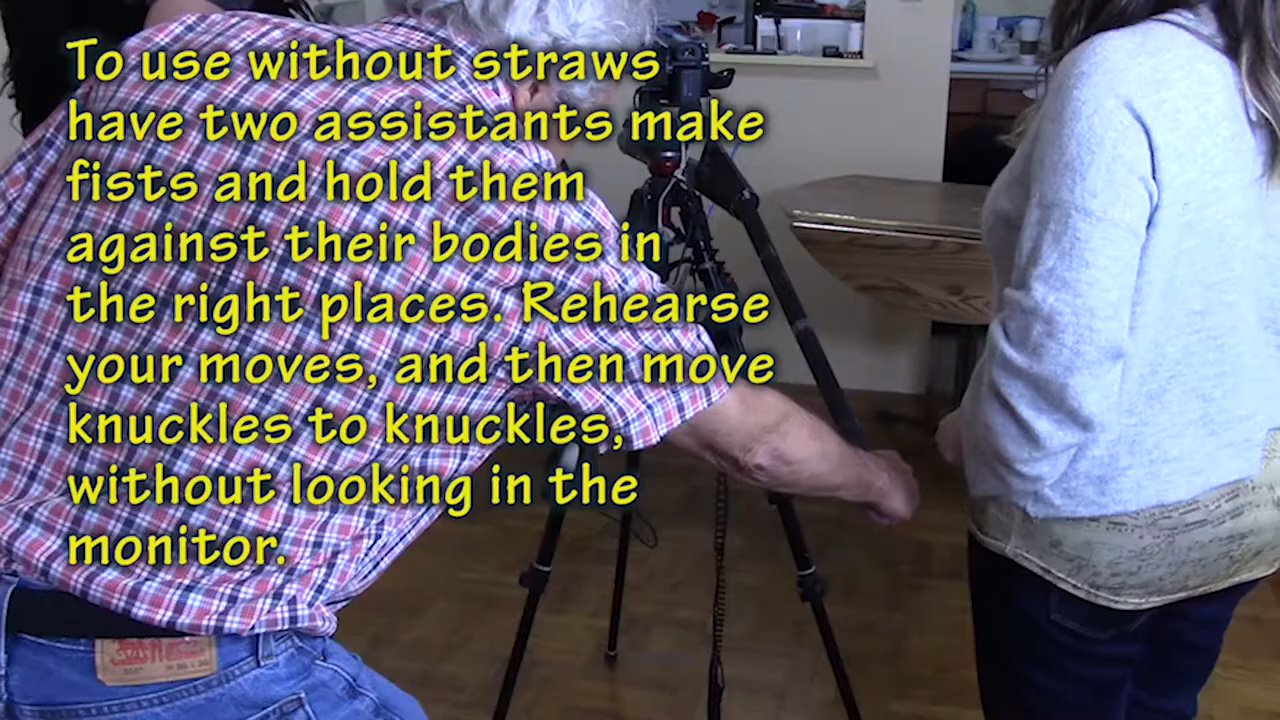 To use without straws
have two assistants make
fists and hold them
against their bodies in
the right places. Rehearse
your moves, and then move
knuckles to knuckles,
without looking in the
monitor.